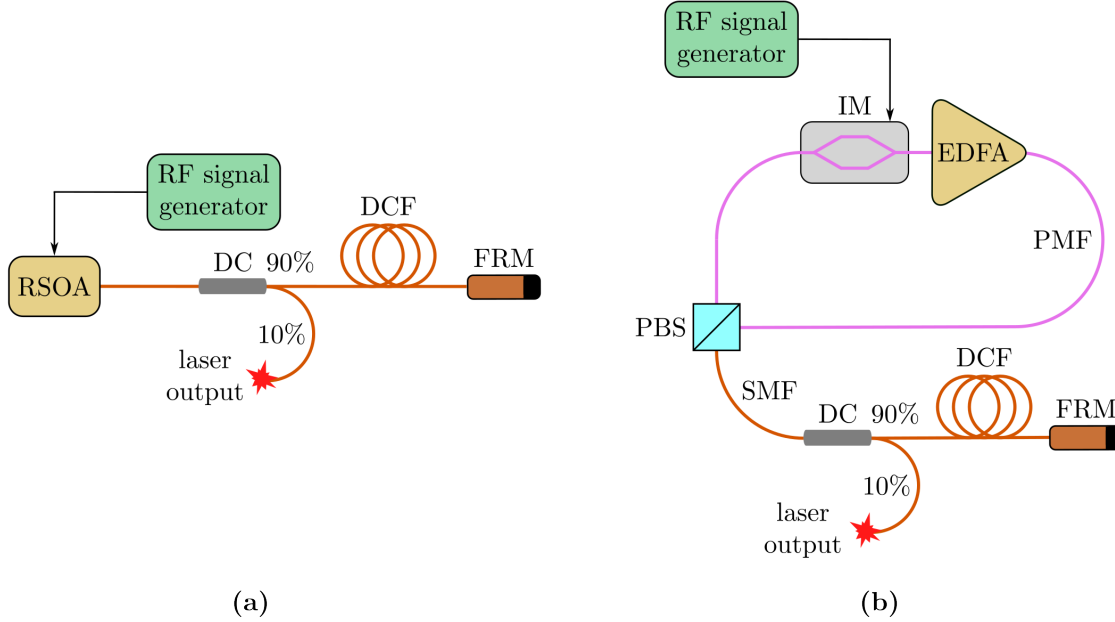 RF signal
generator
RSOA
DC 90%
DCF
FRM
10%
laser
output
(a)
RF signal
generator
IM
EDFA
PMF
PBS
SMF
DC 90%
DCF
FRM
10%
laser
output
(b)